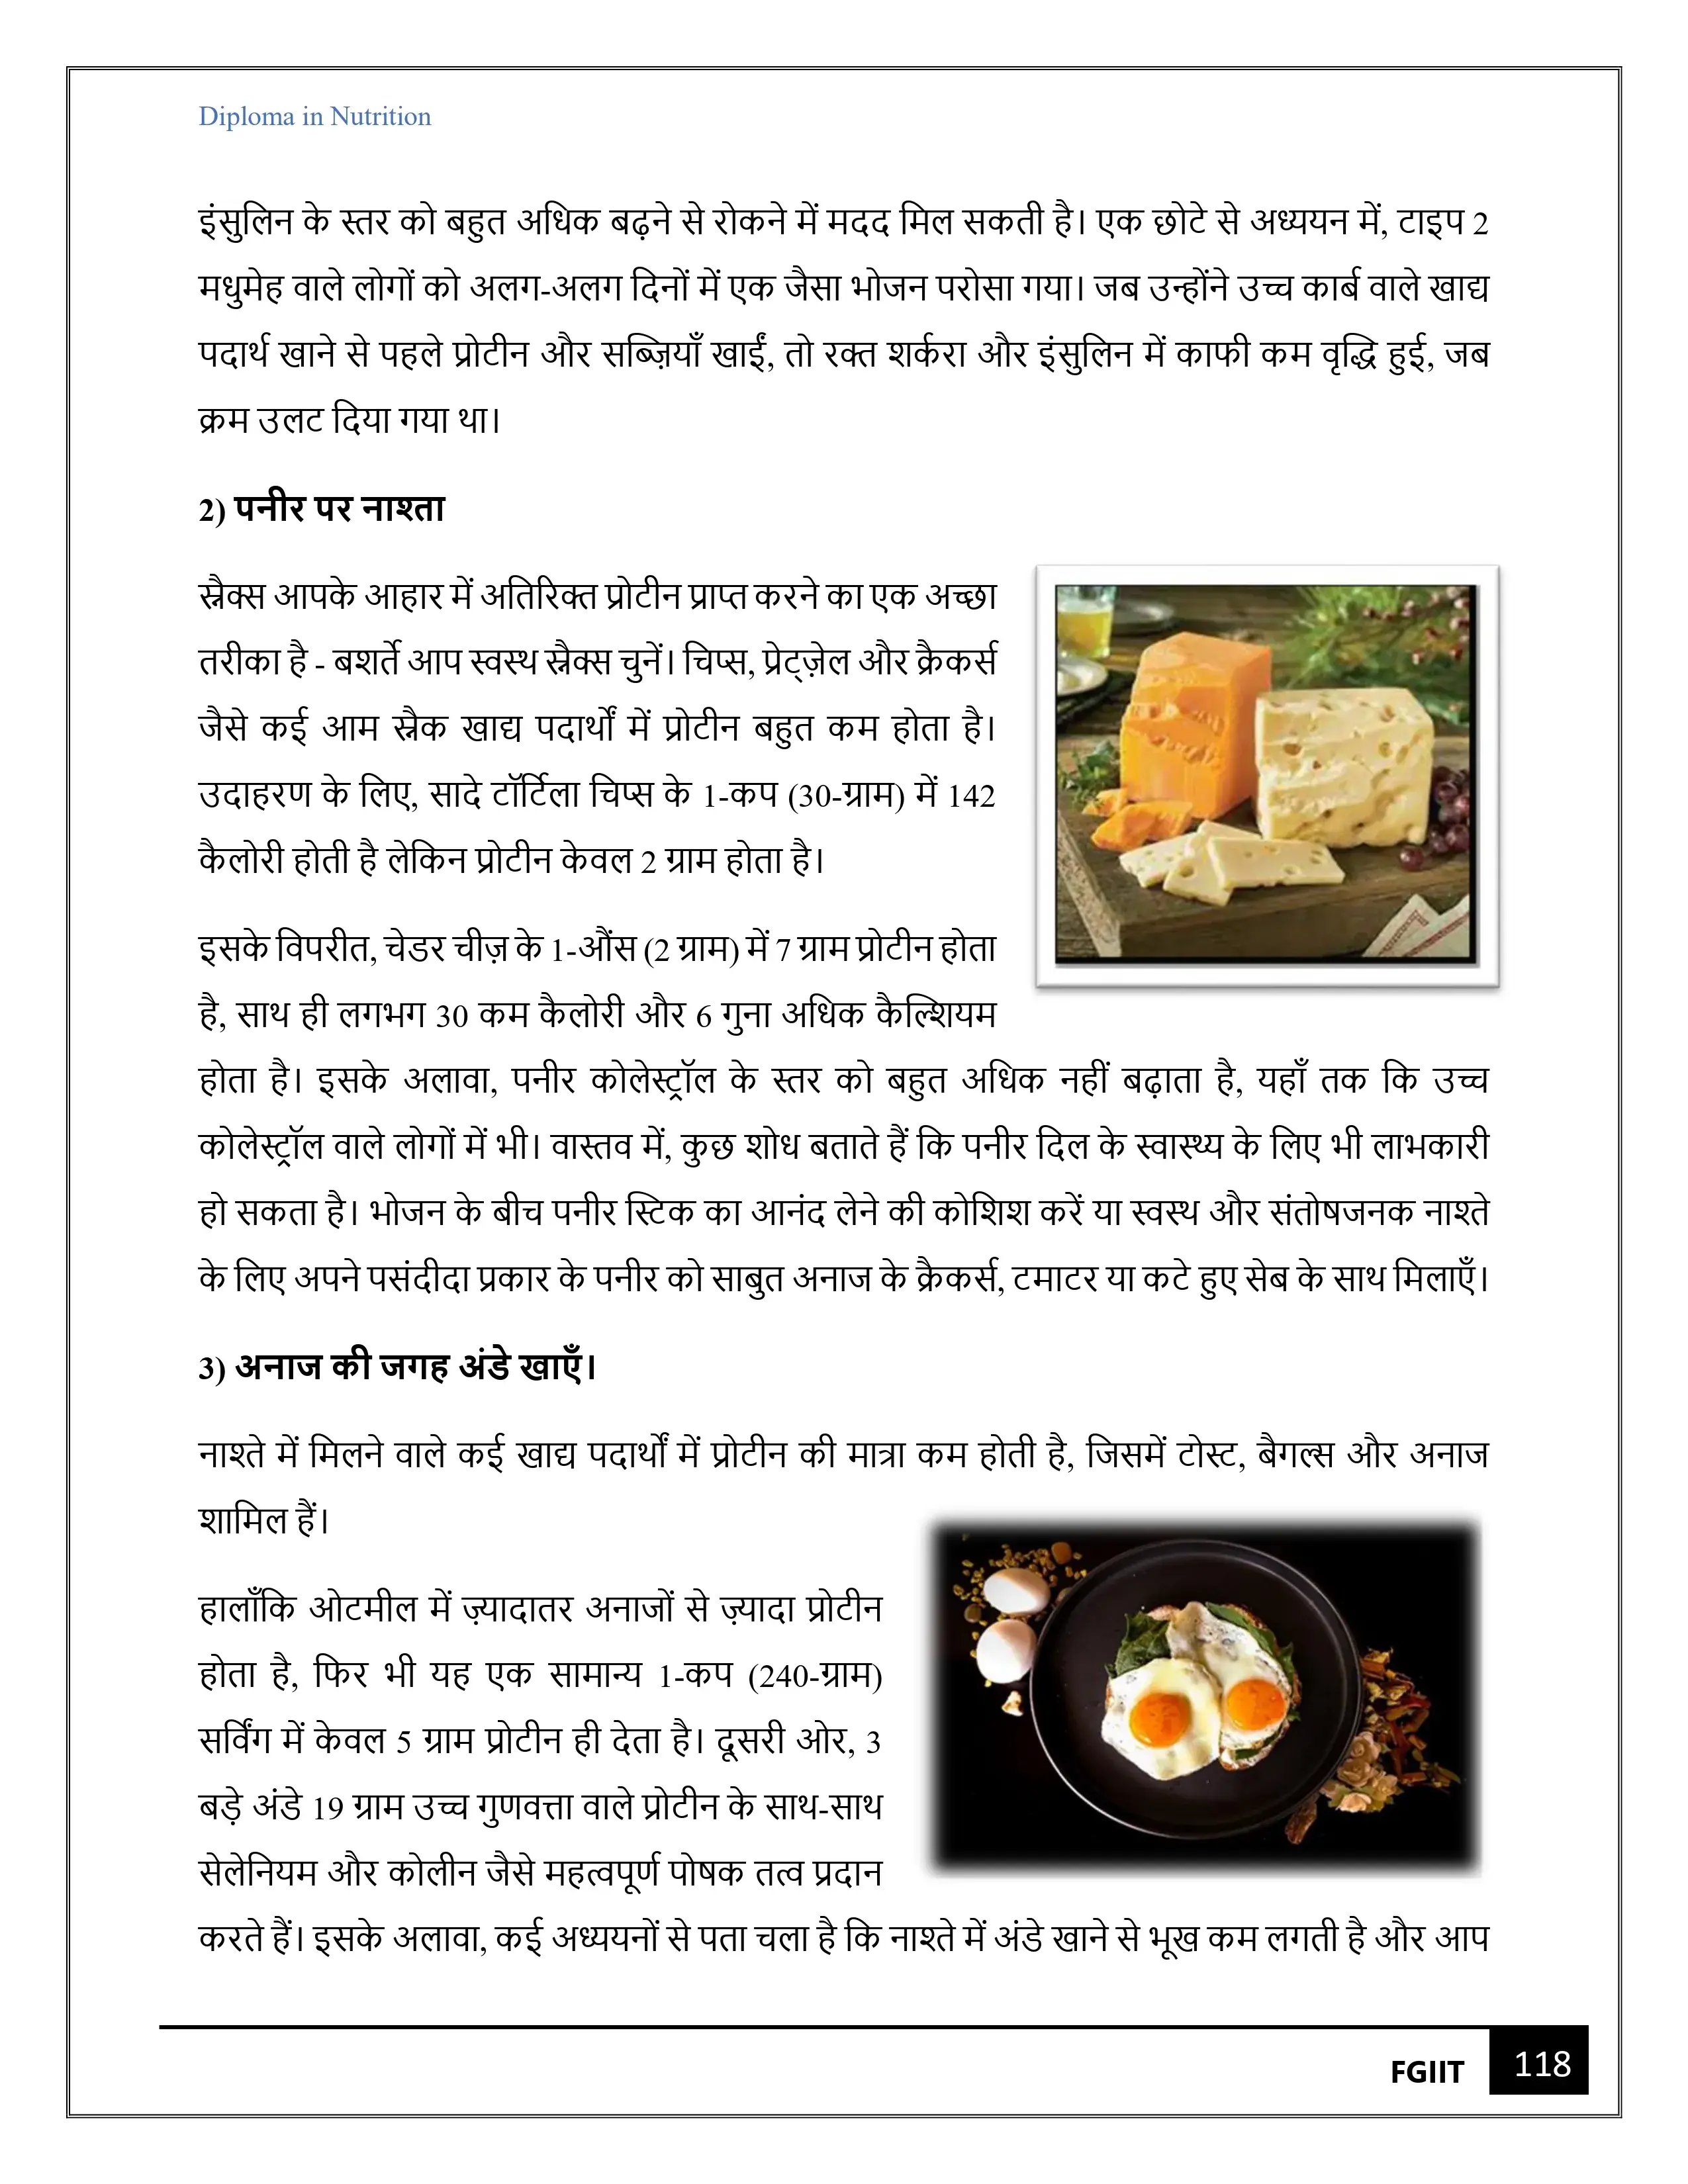 Diploma in Nutrition
इंसुलिन के स्तर को बहुत अधिक बढ़ने से रोकने में मदद मिल सकती है। एक छोटे से अध्ययन में, टाइप 2
मधुमेह वाले लोगों को अलग-अलग दिनों में एक जैसा भोजन परोसा गया। जब उन्होंने उच्च कार्ब वाले खाद्य
पदार्थ खाने से पहले प्रोटीन और सब्ज़ियाँ खाईं, तो रक्त शर्करा और इंसुलिन में काफी कम वृद्धि हुई, जब
क्रम उलट दिया गया था।
2) पनीर पर नाश्ता
स्नैक्स आपके आहार में अतिरिक्त प्रोटीन प्राप्त करने का एक अच्छा
तरीका है - बशर्ते आप स्वस्थ स्नैक्स चुनें। चिप्स, प्रेट्ज़ेल और क्रैकर्स
जैसे कई आम स्नैक खाद्य पदार्थों में प्रोटीन बहुत कम होता है।
उदाहरण के लिए, सादे टॉर्टिला चिप्स के 1-कप (30-ग्राम) में 142
कैलोरी होती है लेकिन प्रोटीन केवल 2 ग्राम होता है।
इसके विपरीत, चेडर चीज़ के 1-औंस (2 ग्राम) में 7 ग्राम प्रोटीन होता
है, साथ ही लगभग 30 कम कैलोरी और 6 गुना अधिक कैल्शियम
होता है। इसके अलावा, पनीर कोलेस्ट्रॉल के स्तर को बहुत अधिक नहीं बढ़ाता है, यहाँ तक कि उच्च
कोलेस्ट्रॉल वाले लोगों में भी। वास्तव में, कुछ शोध बताते हैं कि पनीर दिल के स्वास्थ्य के लिए भी लाभकारी
हो सकता है। भोजन के बीच पनीर स्टिक का आनंद लेने की कोशिश करें या स्वस्थ और संतोषजनक नाश्ते
के लिए अपने पसंदीदा प्रकार के पनीर को साबुत अनाज के क्रैकर्स, टमाटर या कटे हुए सेब के साथ मिलाएँ।
3) अनाज की जगह अंडे खाएँ।
नाश्ते में मिलने वाले कई खाद्य पदार्थों में प्रोटीन की मात्रा कम होती है, जिसमें टोस्ट, बैगल्स और अनाज
शामिल हैं।
हालाँकि ओटमील में ज़्यादातर अनाजों से ज़्यादा प्रोटीन
होता है, फिर भी यह एक सामान्य 1-कप (240-ग्राम)
सर्विंग में केवल 5 ग्राम प्रोटीन ही देता है। दूसरी ओर, 3
बड़े अंडे 19 ग्राम उच्च गुणवत्ता वाले प्रोटीन के साथ-साथ
सेलेनियम और कोलीन जैसे महत्वपूर्ण पोषक तत्व प्रदान
करते हैं। इसके अलावा, कई अध्ययनों से पता चला है कि नाश्ते में अंडे खाने से भूख कम लगती है और आप
FGIIT 118